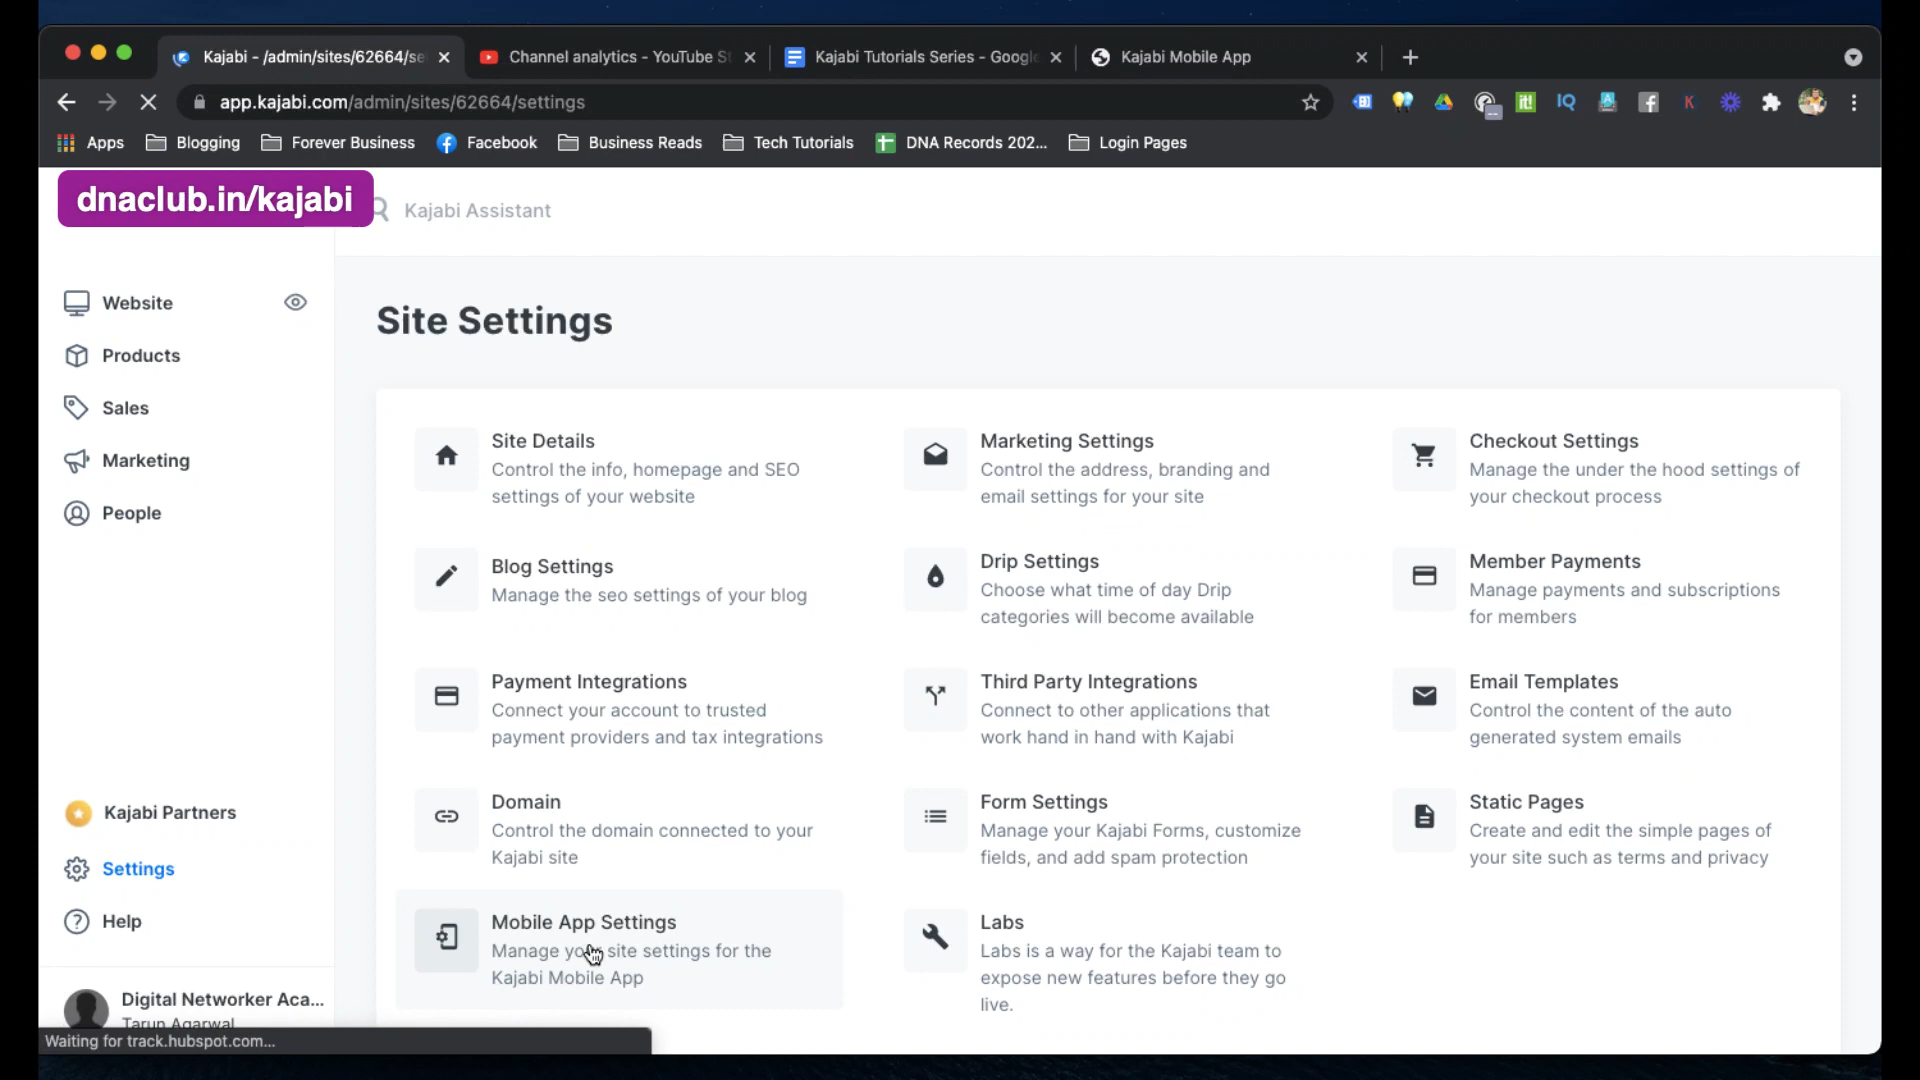 Kajabi - /admin/sites/62664/se
Channel analytics - YouTube S
Kajabi Tutorials Series - Google
Kajabi Mobile App
app.kajabi.com/admin/sites/62664/settings
Apps
Blogging
Forever Business
Facebook
Business Reads
Tech Tutorials
DNA Records 202...
Login Pages
dnaclub.in/kajabi
Kajabi Assistant
Website
Products
Sales
Marketing
People
Kajabi Partners
Settings
Help
Digital Networker Aca...
Tarun Agarwal
Waiting for track.hubspot.com...
Site Settings
Site Details
Control the info, homepage and SEO
settings of your website
Marketing Settings
Control the address, branding and
email settings for your site
Checkout Settings
Manage the under the hood settings of
your checkout process
Blog Settings
Manage the seo settings of your blog
Drip Settings
Choose what time of day Drip
categories will become available
Member Payments
Manage payments and subscriptions
for members
Payment Integrations
Connect your account to trusted
payment providers and tax integrations
Third Party Integrations
Connect to other applications that
work hand in hand with Kajabi
Email Templates
Control the content of the auto
generated system emails
Domain
Control the domain connected to your
Kajabi site
Form Settings
Manage your Kajabi Forms, customize
fields, and add spam protection
Static Pages
Create and edit the simple pages of
your site such as terms and privacy
Mobile App Settings
Manage your site settings for the
Kajabi Mobile App
Labs
Labs is a way for the Kajabi team to
expose new features before they go
live.